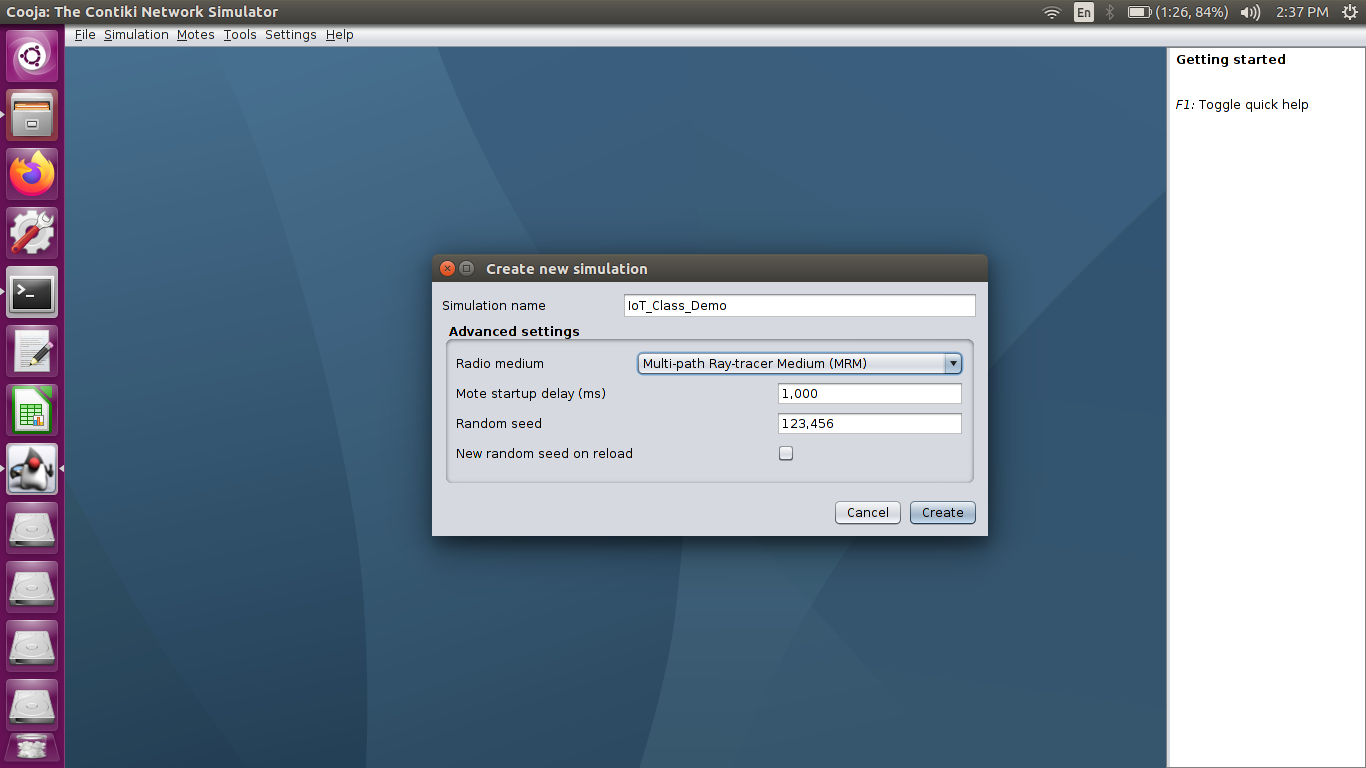 Cooja: The Contiki Network Simulator
En (1:26, 84%) 2:37 PM
File Simulation Motes Tools Settings Help
Getting started
F1: Toggle quick help
Create new simulation
Simulation name IoT_Class_Demo
Advanced settings
Radio medium Multi-path Ray-tracer Medium (MRM)
Mote startup delay (ms) 1,000
Random seed 123,456
New random seed on reload
Cancel Create